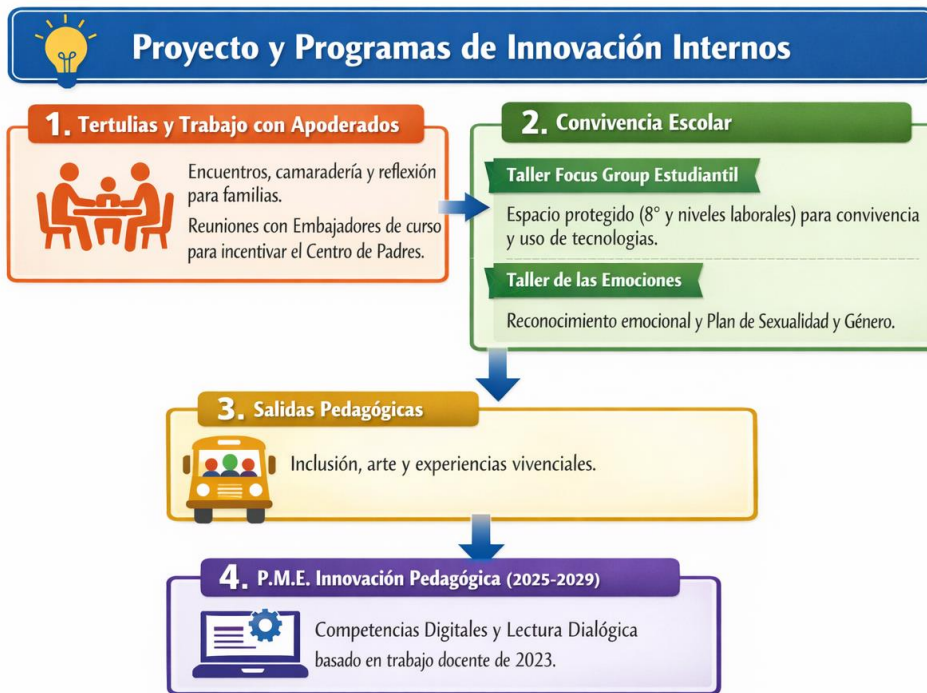 Proyecto y Programas de Innovación Internos
1. Tertulias y Trabajo con Apoderados
Encuentros, camaradería y reflexión
para familias.
Reuniones con Embajadores de curso
para incentivar el Centro de Padres.
2. Convivencia Escolar
Taller Focus Group Estudiantil
Espacio protegido (8° y niveles laborales) para convivencia
y uso de tecnologias.
Taller de las Emociones
Reconocimiento emocional y Plan de Sexualidad y Género.
3. Salidas Pedagógicas
Inclusión, arte y experiencias vivenciales.
4. P.M.E. Innovación Pedagógica (2025-2029)
Competencias Digitales y Lectura Dialógica
basado en trabajo docente de 2023.